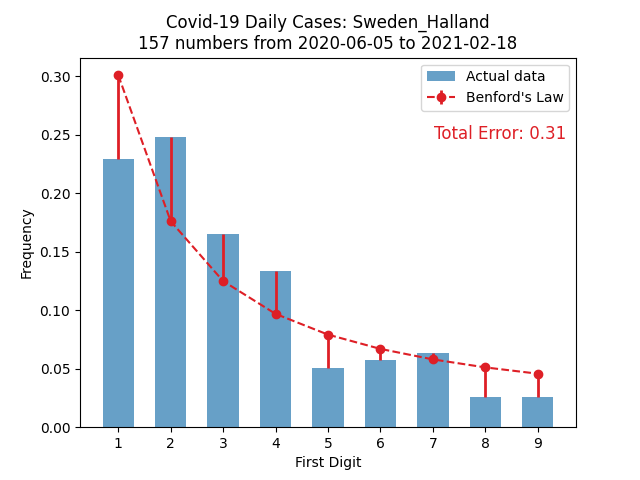 Covid-19 Daily Cases: Sweden_Halland
157 numbers from 2020-06-05 to 2021-02-18
Actual data
Benford's Law
Total Error: 0.31
Frequency
0.30
0.25
0.20
0.15
0.10
0.05
0.00
1 2 3 4 5 6 7 8 9
First Digit